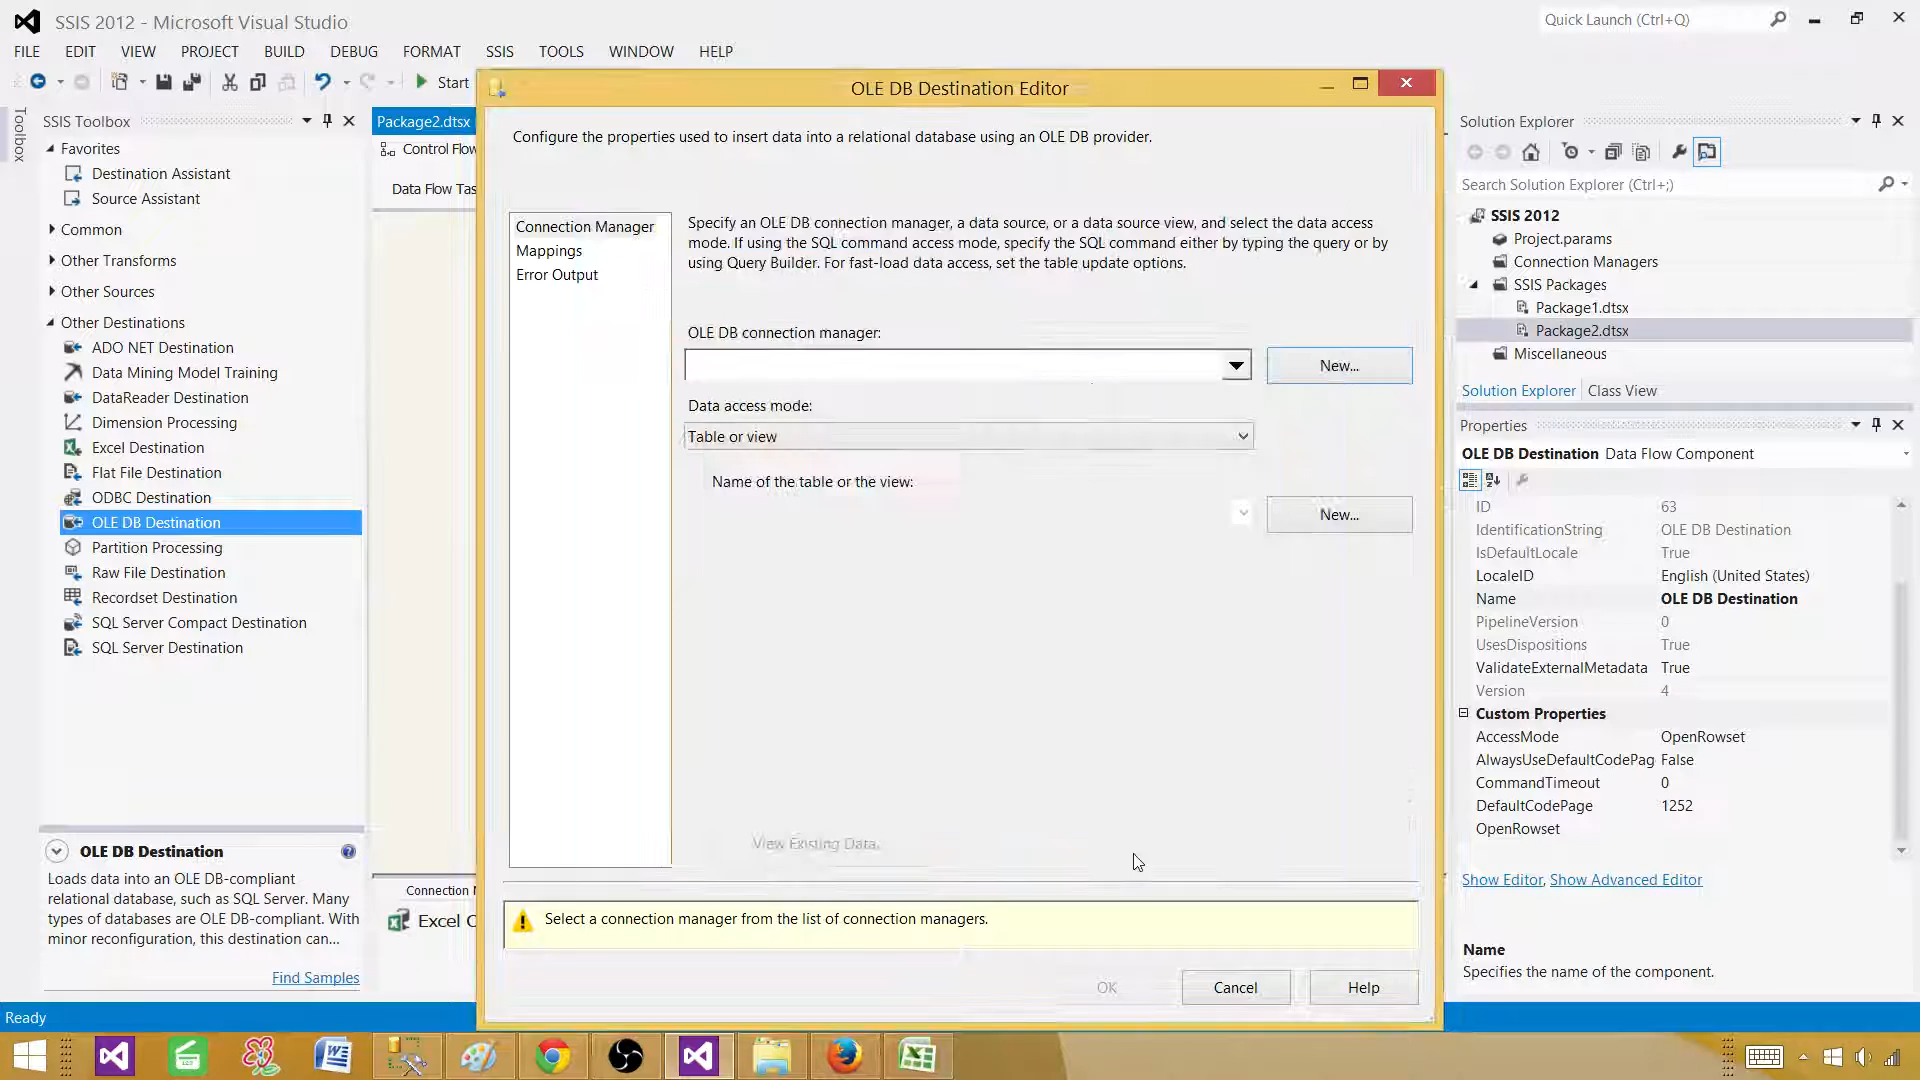 SSIS 2012 - Microsoft Visual Studio
Quick Launch (Ctrl+Q)
FILE EDIT VIEW PROJECT BUILD DEBUG FORMAT SSIS TOOLS WINDOW HELP
Start
Toolbox
SSIS Toolbox
Favorites
Destination Assistant
Source Assistant
Common
Other Transforms
Other Sources
Other Destinations
ADO NET Destination
Data Mining Model Training
DataReader Destination
Dimension Processing
Excel Destination
Flat File Destination
ODBC Destination
OLE DB Destination
Partition Processing
Raw File Destination
Recordset Destination
SQL Server Compact Destination
SQL Server Destination
OLE DB Destination
Loads data into an OLE DB-compliant
relational database, such as SQL Server. Many
types of databases are OLE DB-compliant. With
minor reconfiguration, this destination can...
Find Samples
Package2.dtsx
Control Flow
Data Flow Tas
Connection M
Excel C
OLE DB Destination Editor
Configure the properties used to insert data into a relational database using an OLE DB provider.
Connection Manager
Mappings
Error Output
Specify an OLE DB connection manager, a data source, or a data source view, and select the data access
mode. If using the SQL command access mode, specify the SQL command either by typing the query or by
using Query Builder. For fast-load data access, set the table update options.
OLE DB connection manager:
New...
Data access mode:
Table or view
Name of the table or the view:
New...
View Existing Data.
Select a connection manager from the list of connection managers.
OK Cancel Help
Solution Explorer
Search Solution Explorer (Ctrl+;)
SSIS 2012
Project.params
Connection Managers
SSIS Packages
Package1.dtsx
Package2.dtsx
Miscellaneous
Solution Explorer Class View
Properties
OLE DB Destination Data Flow Component
ID 63
IdentificationString OLE DB Destination
IsDefaultLocale True
LocaleID English (United States)
Name OLE DB Destination
PipelineVersion 0
UsesDispositions True
ValidateExternalMetadata True
Version 4
Custom Properties
AccessMode OpenRowset
AlwaysUseDefaultCodePag False
CommandTimeout 0
DefaultCodePage 1252
OpenRowset
Show Editor, Show Advanced Editor
Name
Specifies the name of the component.
Ready